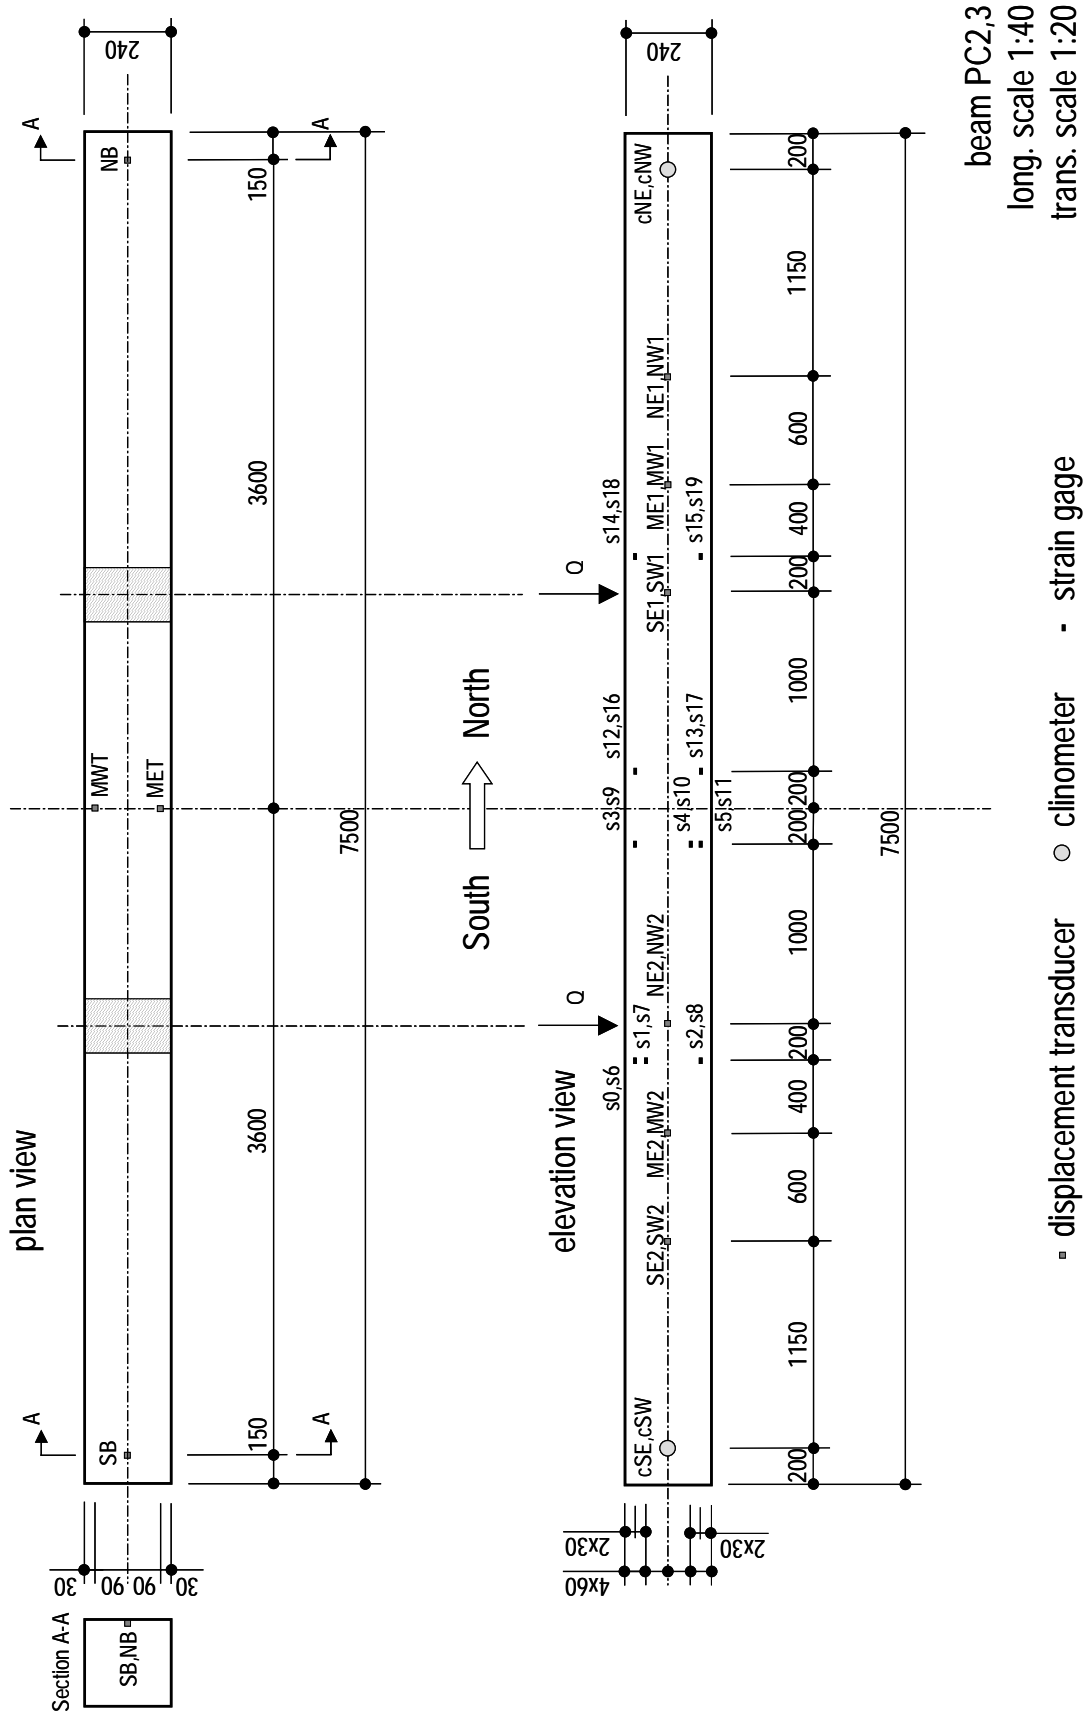 plan view
Section A-A
SB,NB
30
90
90
30
A
A
SB
MWT
MET
NB
A
A
240
150
3600
3600
150
7500
South
North
elevation view
Q
Q
4x60
2x30
2x30
cSE,cSW
SE2,SW2
ME2,MW2
NE2,NW2
s0,s6
s1,s7
s2,s8
s3,s9
s4,s10
s5,s11
s12,s16
s13,s17
SE1,SW1
ME1,MW1
NE1,NW1
s14,s18
s15,s19
cNE,cNW
240
200
1150
600
400
200
1000
200
200
1000
200
400
600
1150
200
7500
displacement transducer
clinometer
strain gage
beam PC2,3
long. scale 1:40
trans. scale 1:20